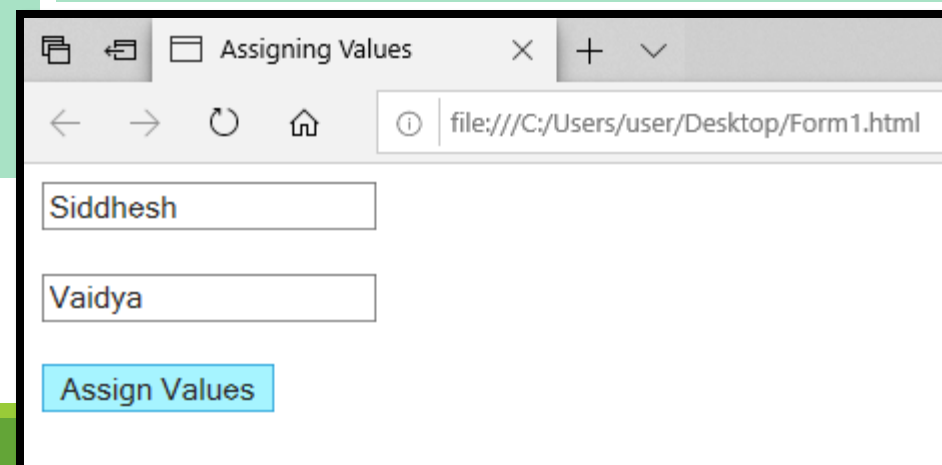 Assigning Values
file:///C:/Users/user/Desktop/Form1.html
Siddhesh
Vaidya
Assign Values